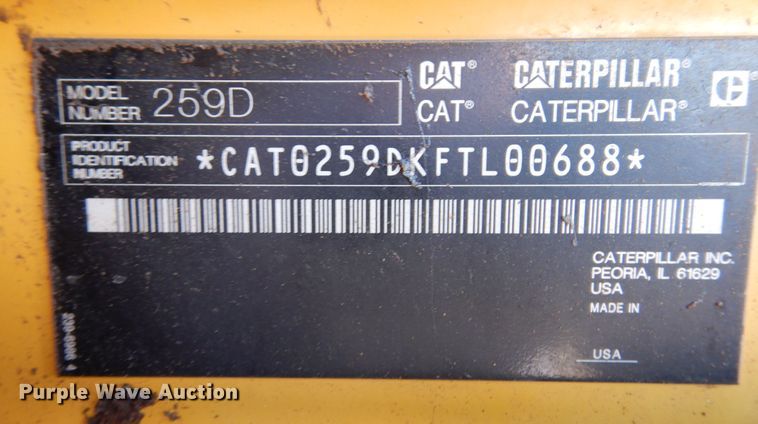 MODEL NUMBER 259D
CAT® CATERPILLAR®
CAT® CATERPILLAR®
PRODUCT IDENTIFICATION NUMBER
*CAT0259DKFTL00688*
CATERPILLAR INC.
PEORIA, IL 61629
USA
MADE IN
USA
Purple Wave Auction